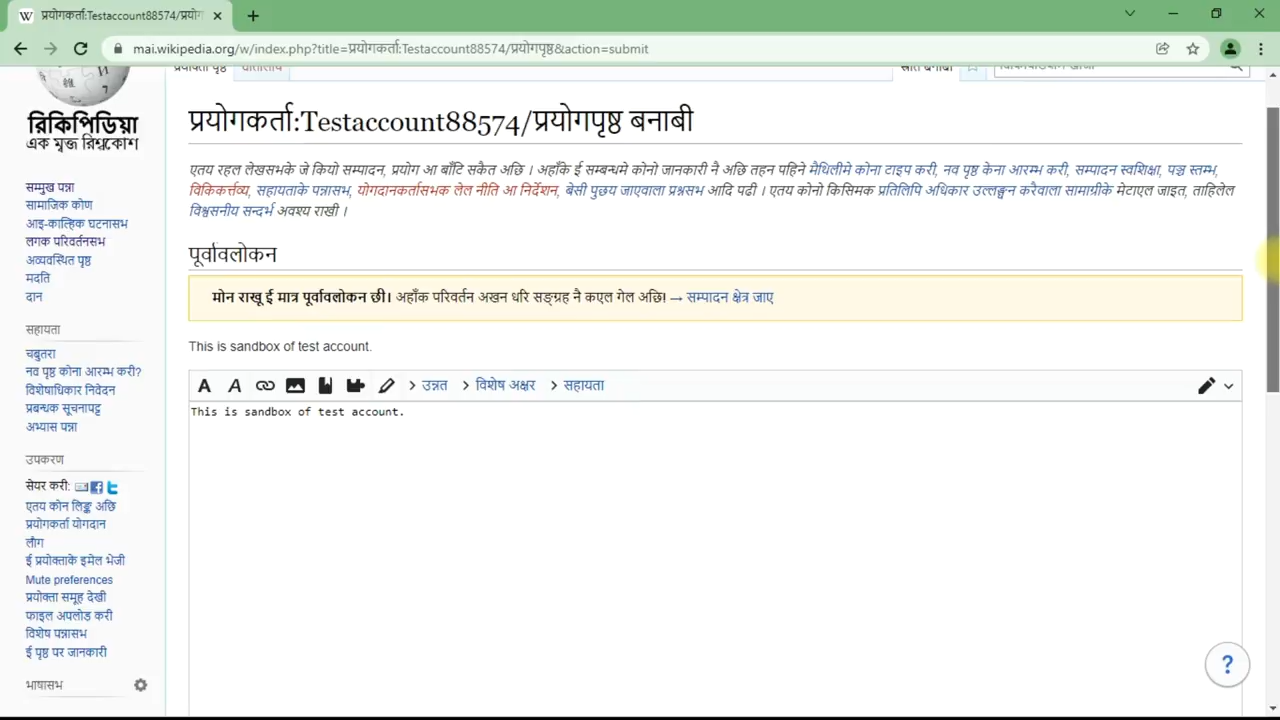 प्रयोगकर्ता:Testaccount88574/प्रयोग
mai.wikipedia.org/w/index.php?title=प्रयोगकर्ता:Testaccount88574/प्रयोगपृष्ठ&action=submit
प्रयोक्ता पृष्ठ वार्तालाप स्रोत बनाबी
रिकिपिडिया
एक मुक्त विश्वकोश
प्रयोगकर्ता:Testaccount88574/प्रयोगपृष्ठ बनाबी
एतय रहल लेखसभके जे कियो सम्पादन, प्रयोग आ बाँटि सकैत अछि । अहाँके ई सम्बन्धमे कोनो जानकारी नै अछि तहन पहिने मैथिलीमे कोना टाइप करी, नव पृष्ठ केना आरम्भ करी, सम्पादन स्वशिक्षा, पञ्च स्तम्भ,
विकिकर्त्तव्य, सहायताके पन्नासभ, योगदानकर्तासभक लेल नीति आ निर्देशन, बेसी पुछय जाएवाला प्रश्नसभ आदि पढी । एतय कोनो किसिमक प्रतिलिपि अधिकार उल्लङ्घन करैवाला सामाग्रीके मेटाएल जाइत, ताहिलेल
विश्वसनीय सन्दर्भ अवश्य राखी ।
पूर्वावलोकन
मोन राखू ई मात्र पूर्वावलोकन छी। अहाँक परिवर्तन अखन धरि सङ्ग्रह नै कएल गेल अछि! → सम्पादन क्षेत्र जाए
This is sandbox of test account.
उन्नत विशेष अक्षर सहायता
This is sandbox of test account.
सम्मुख पन्ना
सामाजिक कोण
आइ-काल्हिक घटनासभ
लगक परिवर्तनसभ
अव्यवस्थित पृष्ठ
मदति
दान
सहायता
चबुतरा
नव पृष्ठ कोना आरम्भ करी?
विशेषाधिकार निवेदन
प्रबन्धक सूचनापट्ट
अभ्यास पन्ना
उपकरण
सेयर करी:
एतय कोन लिङ्क अछि
प्रयोगकर्ता योगदान
लौग
ई प्रयोक्ताके इमेल भेजी
Mute preferences
प्रयोक्ता समूह देखी
फाइल अपलोड करी
विशेष पन्नासभ
ई पृष्ठ पर जानकारी
भाषासभ